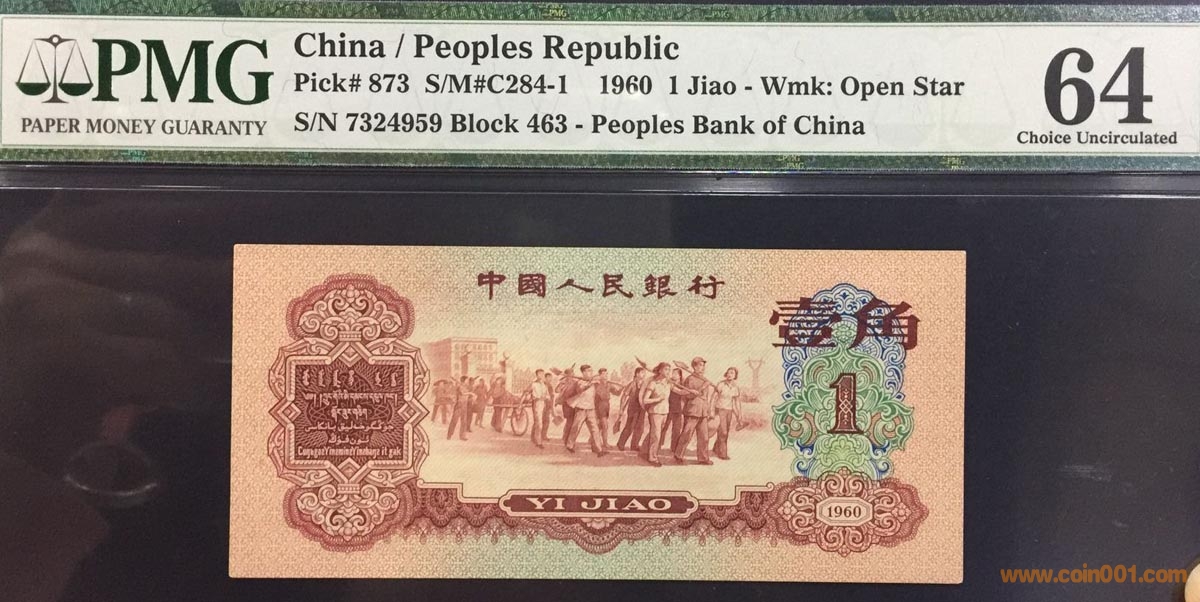 PMG
PAPER MONEY GUARANTY
China / Peoples Republic
Pick# 873 S/M#C284-1 1960 1 Jiao - Wmk: Open Star
S/N 7324959 Block 463 - Peoples Bank of China
64
Choice Uncirculated
中國人民銀行
壹角
1
YI JIAO
1960
www.coin001.com